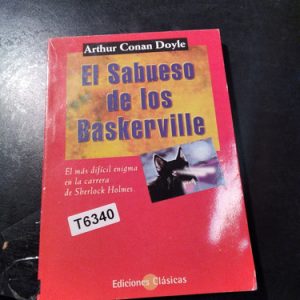 Arthur Conan Doyle
El Sabueso
de los
Baskerville
El más difícil enigma
en la carrera
de Sherlock Holmes.
T6340
Ediciones Clásicas